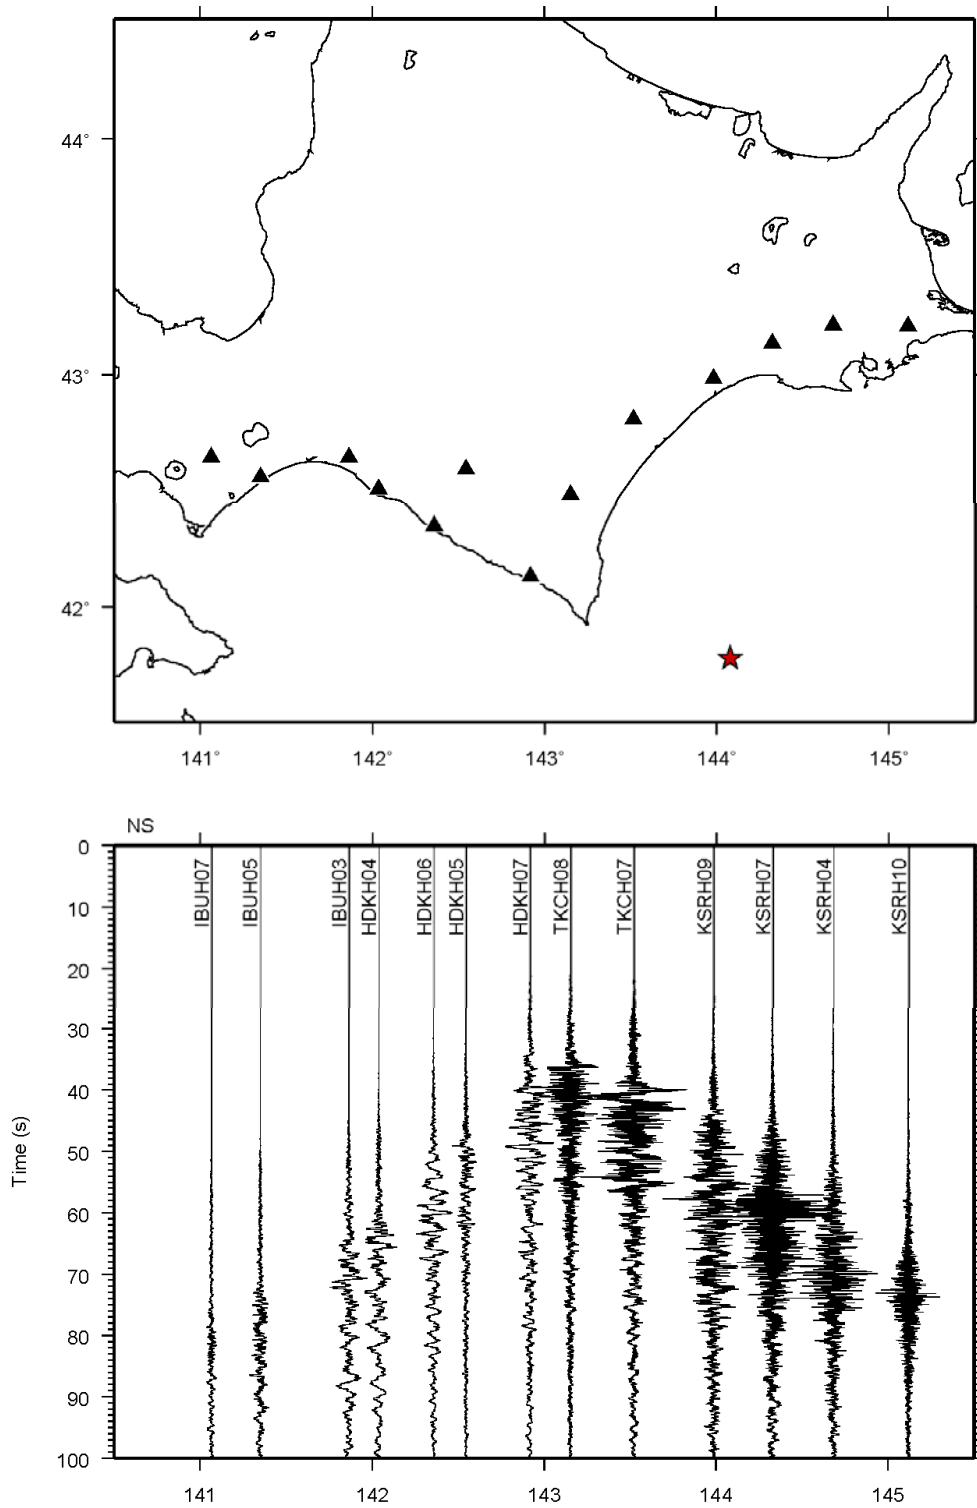 44°
43°
42°
141° 142° 143° 144° 145°
NS
0
10
20
30
40
50
60
70
80
90
100
Time (s)
IBUH07
IBUH05
IBUH03
HDKH04
HDKH06
HDKH05
HDKH07
TKCH08
TKCH07
KSRH09
KSRH07
KSRH04
KSRH10
141 142 143 144 145